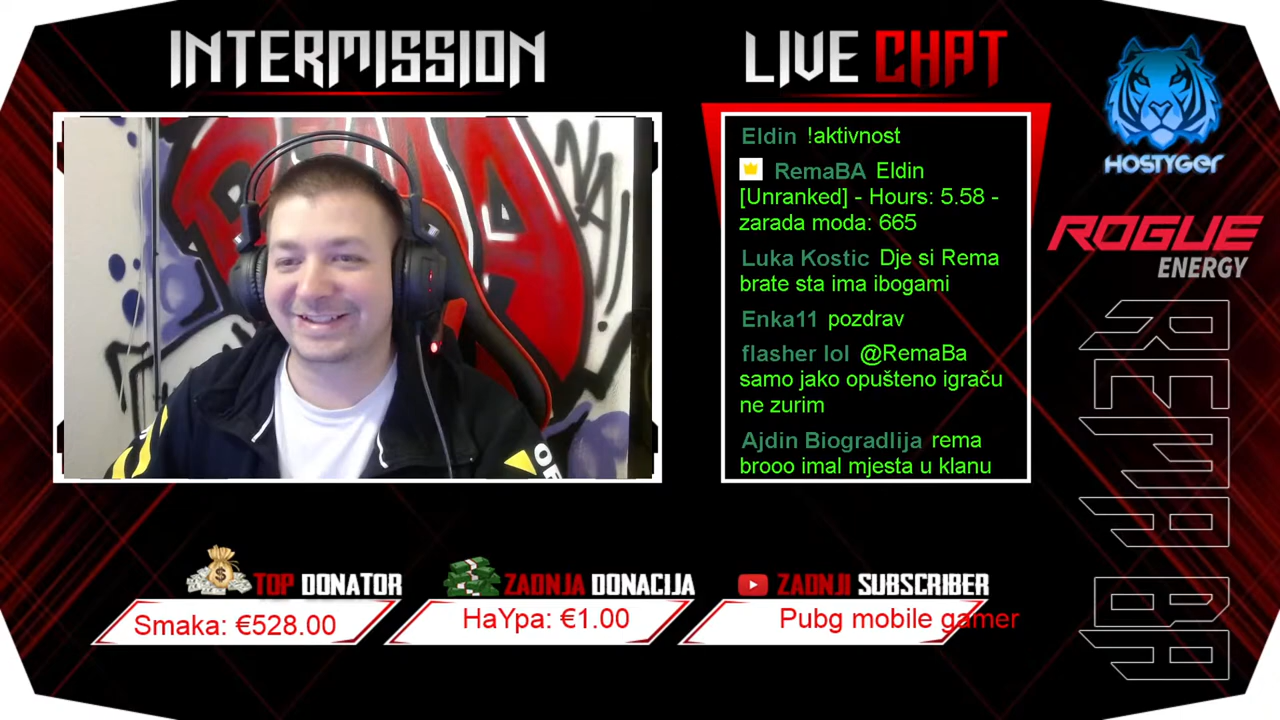 INTERMISSION
LIVE CHAT
Eldin !aktivnost
RemaBA Eldin
[Unranked] - Hours: 5.58 -
zarada moda: 665
Luka Kostic Dje si Rema
brate sta ima ibogami
Enka11 pozdrav
flasher lol @RemaBa
samo jako opušteno igraču
ne zurim
Ajdin Biogradlija rema
brooo imal mjesta u klanu
HOSTYGER
ROGUE
ENERGY
REMA BA
TOP DONATOR
Smaka: €528.00
ZADNJA DONACIJA
HaYpa: €1.00
ZADNJI SUBSCRIBER
Pubg mobile gamer